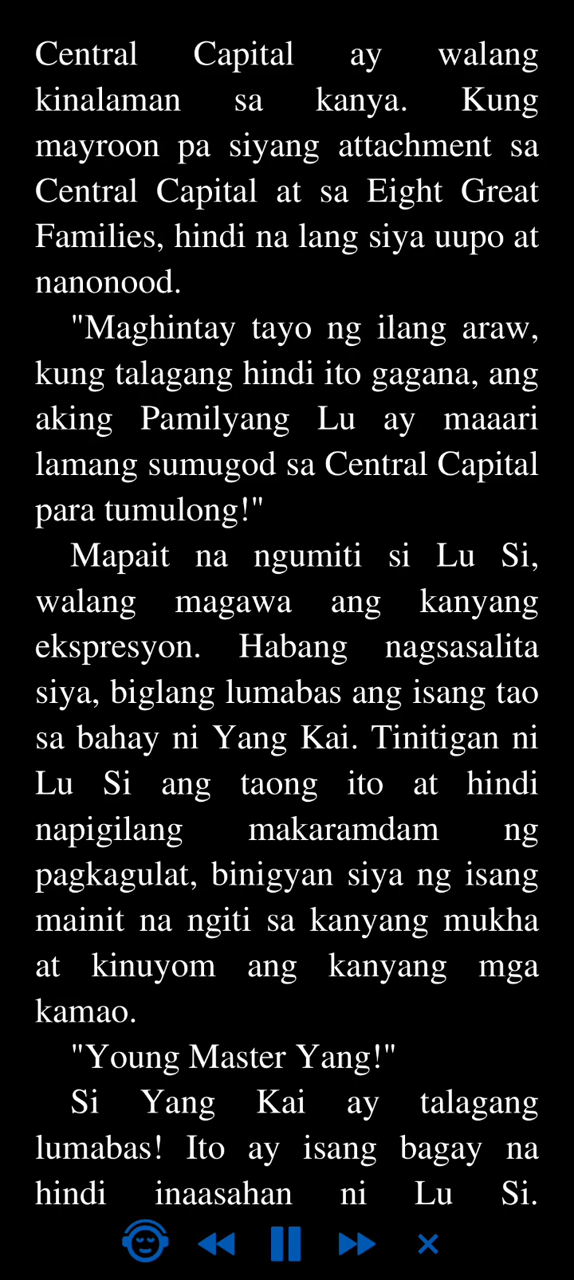 Central Capital ay walang
kinalaman sa kanya. Kung
mayroon pa siyang attachment sa
Central Capital at sa Eight Great
Families, hindi na lang siya uupo at
nanonood.
"Maghintay tayo ng ilang araw,
kung talagang hindi ito gagana, ang
aking Pamilyang Lu ay maaari
lamang sumugod sa Central Capital
para tumulong!"
Mapait na ngumiti si Lu Si,
walang magawa ang kanyang
ekspresyon. Habang nagsasalita
siya, biglang lumabas ang isang tao
sa bahay ni Yang Kai. Tinitigan ni
Lu Si ang taong ito at hindi
napigilang makaramdam ng
pagkagulat, binigyan siya ng isang
mainit na ngiti sa kanyang mukha
at kinuyom ang kanyang mga
kamao.
"Young Master Yang!"
Si Yang Kai ay talagang
lumabas! Ito ay isang bagay na
hindi inaasahan ni Lu Si.